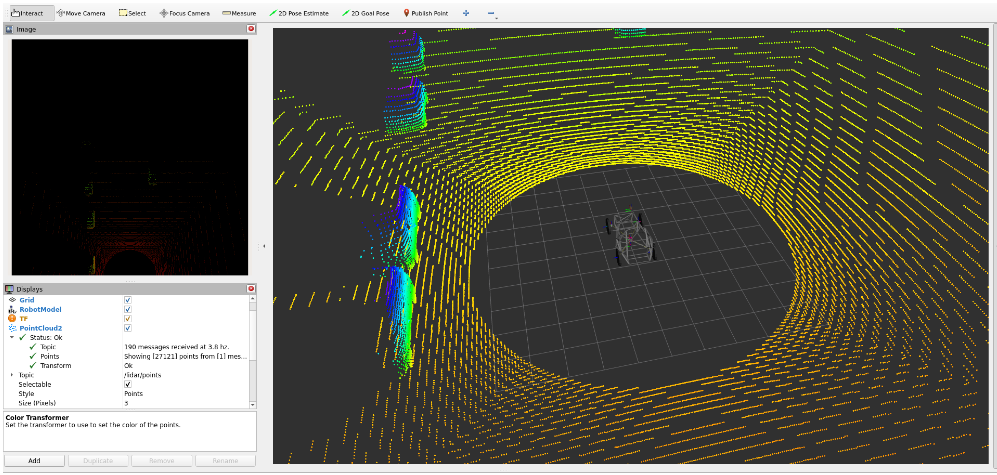 Interact Move Camera Select Focus Camera Measure 2D Pose Estimate 2D Goal Pose Publish Point
Image
Displays
Grid
RobotModel
TF
PointCloud2
Status: Ok
Topic 190 messages received at 3.8 hz.
Points Showing [27121] points from [1] mes...
Transform Ok
Topic /lidar/points
Selectable
Style Points
Size (Pixels) 3
Color Transformer
Set the transformer to use to set the color of the points.
Add Duplicate Remove Rename